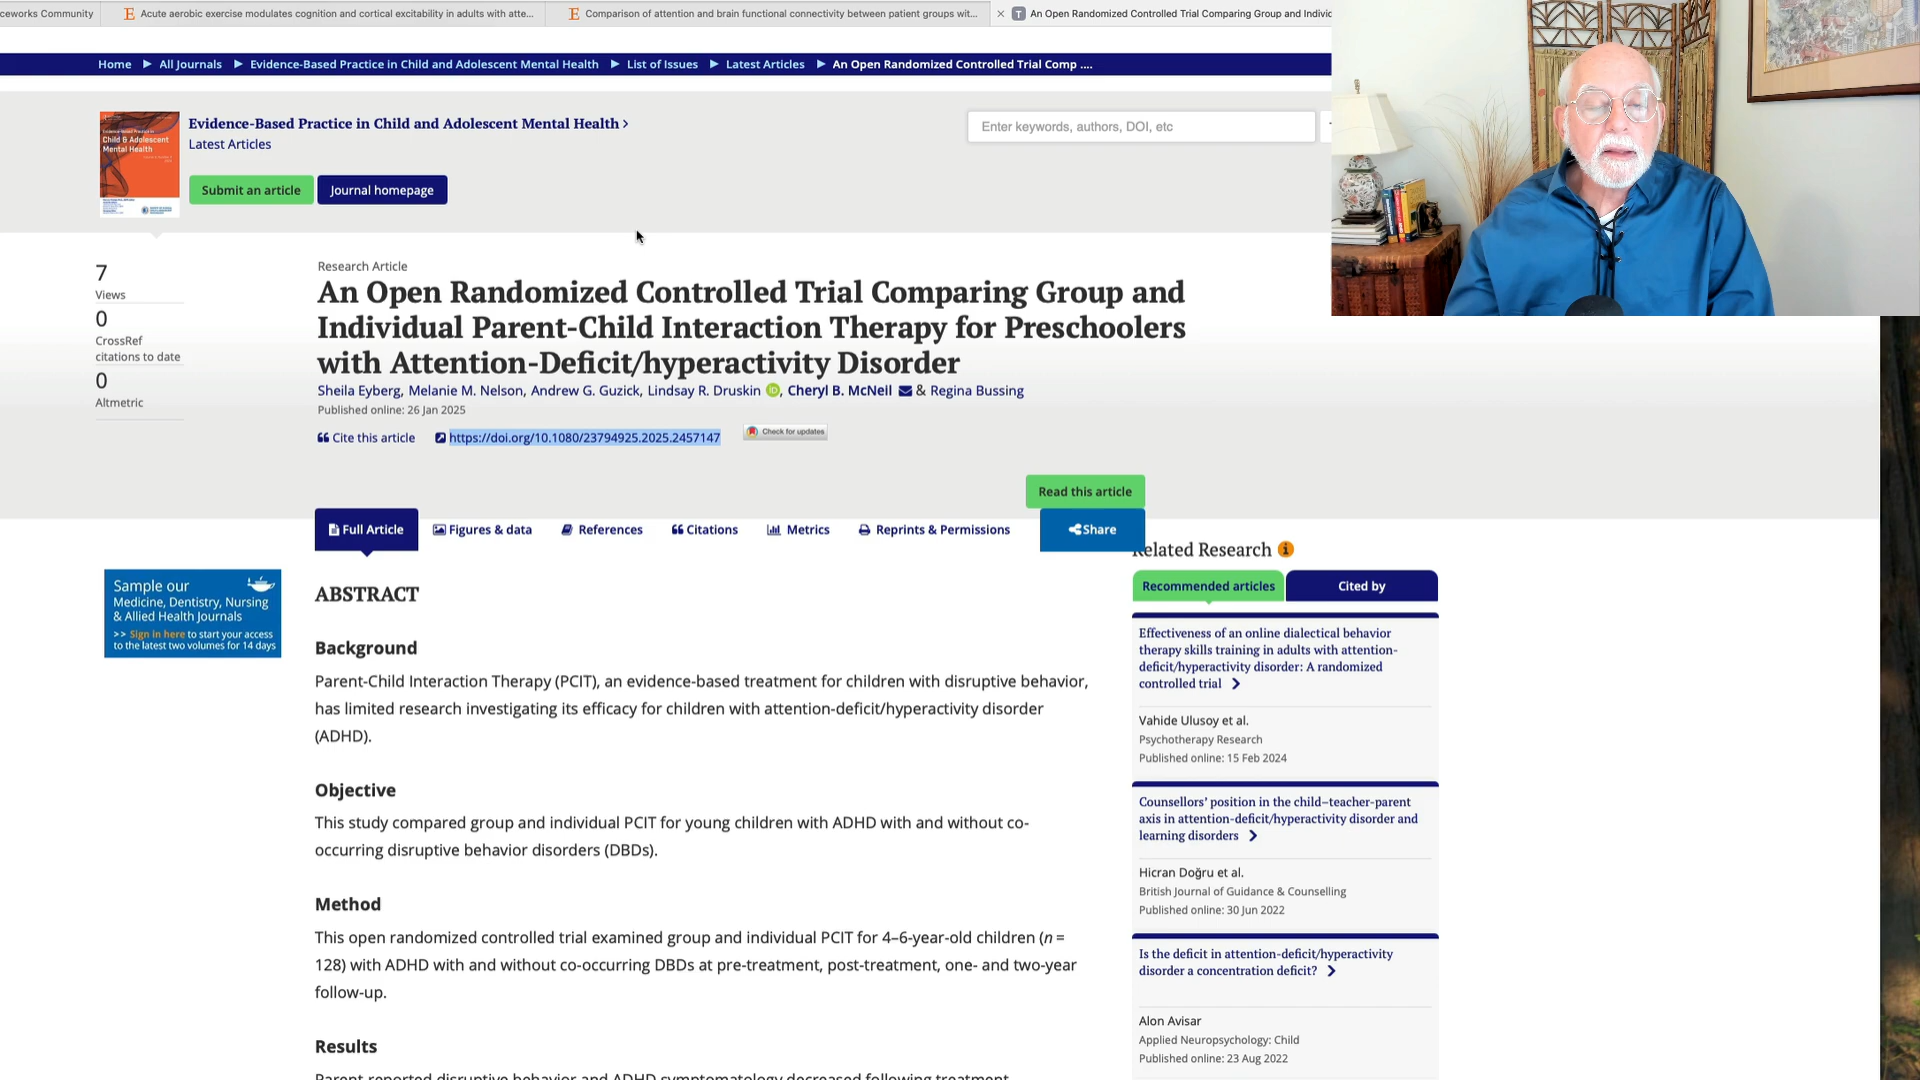 ceworks Community
Acute aerobic exercise modulates cognition and cortical excitability in adults with atte...
Comparison of attention and brain functional connectivity between patient groups wit...
An Open Randomized Controlled Trial Comparing Group and Indivic
Home ▶ All Journals ▶ Evidence-Based Practice in Child and Adolescent Mental Health ▶ List of Issues ▶ Latest Articles ▶ An Open Randomized Controlled Trial Comp ....
Child & Adolescent
Mental Health
Evidence-Based Practice in Child and Adolescent Mental Health >
Latest Articles
Enter keywords, authors, DOI, etc
Submit an article
Journal homepage
7
Views
0
CrossRef
citations to date
0
Altmetric
Research Article
An Open Randomized Controlled Trial Comparing Group and
Individual Parent-Child Interaction Therapy for Preschoolers
with Attention-Deficit/hyperactivity Disorder
Sheila Eyberg, Melanie M. Nelson, Andrew G. Guzick, Lindsay R. Druskin iD, Cheryl B. McNeil & Regina Bussing
Published online: 26 Jan 2025
Cite this article https://doi.org/10.1080/23794925.2025.2457147 Check for updates
Read this article
Full Article Figures & data References Citations Metrics Reprints & Permissions Share
Sample our
Medicine, Dentistry, Nursing
& Allied Health Journals
>> Sign in here to start your access
to the latest two volumes for 14 days
ABSTRACT
Background
Parent-Child Interaction Therapy (PCIT), an evidence-based treatment for children with disruptive behavior,
has limited research investigating its efficacy for children with attention-deficit/hyperactivity disorder
(ADHD).
Objective
This study compared group and individual PCIT for young children with ADHD with and without co-
occurring disruptive behavior disorders (DBDs).
Method
This open randomized controlled trial examined group and individual PCIT for 4–6-year-old children (n =
128) with ADHD with and without co-occurring DBDs at pre-treatment, post-treatment, one- and two-year
follow-up.
Results
Parent-reported disruptive behavior and ADHD symptomatology decreased following treatment
Related Research
Recommended articles
Cited by
Effectiveness of an online dialectical behavior
therapy skills training in adults with attention-
deficit/hyperactivity disorder: A randomized
controlled trial >
Vahide Ulusoy et al.
Psychotherapy Research
Published online: 15 Feb 2024
Counsellors’ position in the child–teacher-parent
axis in attention-deficit/hyperactivity disorder and
learning disorders >
Hicran Doğru et al.
British Journal of Guidance & Counselling
Published online: 30 Jun 2022
Is the deficit in attention-deficit/hyperactivity
disorder a concentration deficit? >
Alon Avisar
Applied Neuropsychology: Child
Published online: 23 Aug 2022